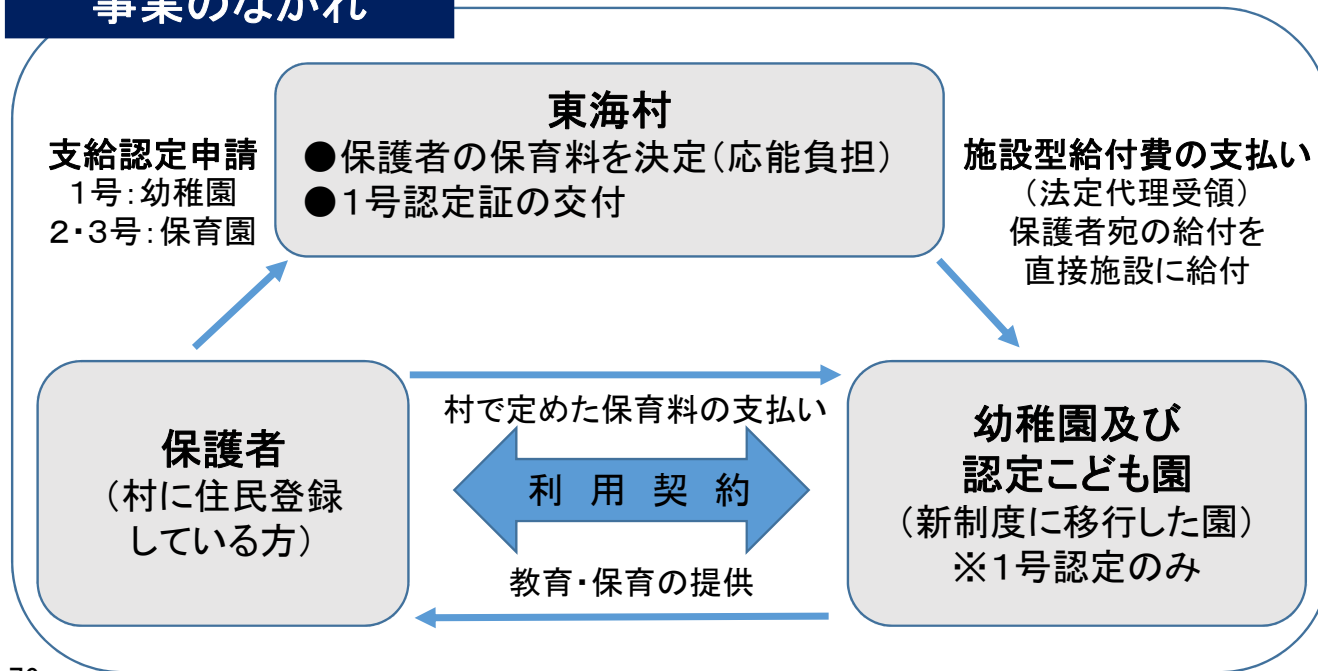 事業のながれ
東海村
●保護者の保育料を決定(応能負担)
●1号認定証の交付
支給認定申請
1号:幼稚園
2・3号:保育園
施設型給付費の支払い
(法定代理受領)
保護者宛の給付を
直接施設に給付
保護者
(村に住民登録
している方)
村で定めた保育料の支払い
利用契約
教育・保育の提供
幼稚園及び
認定こども園
(新制度に移行した園)
※1号認定のみ